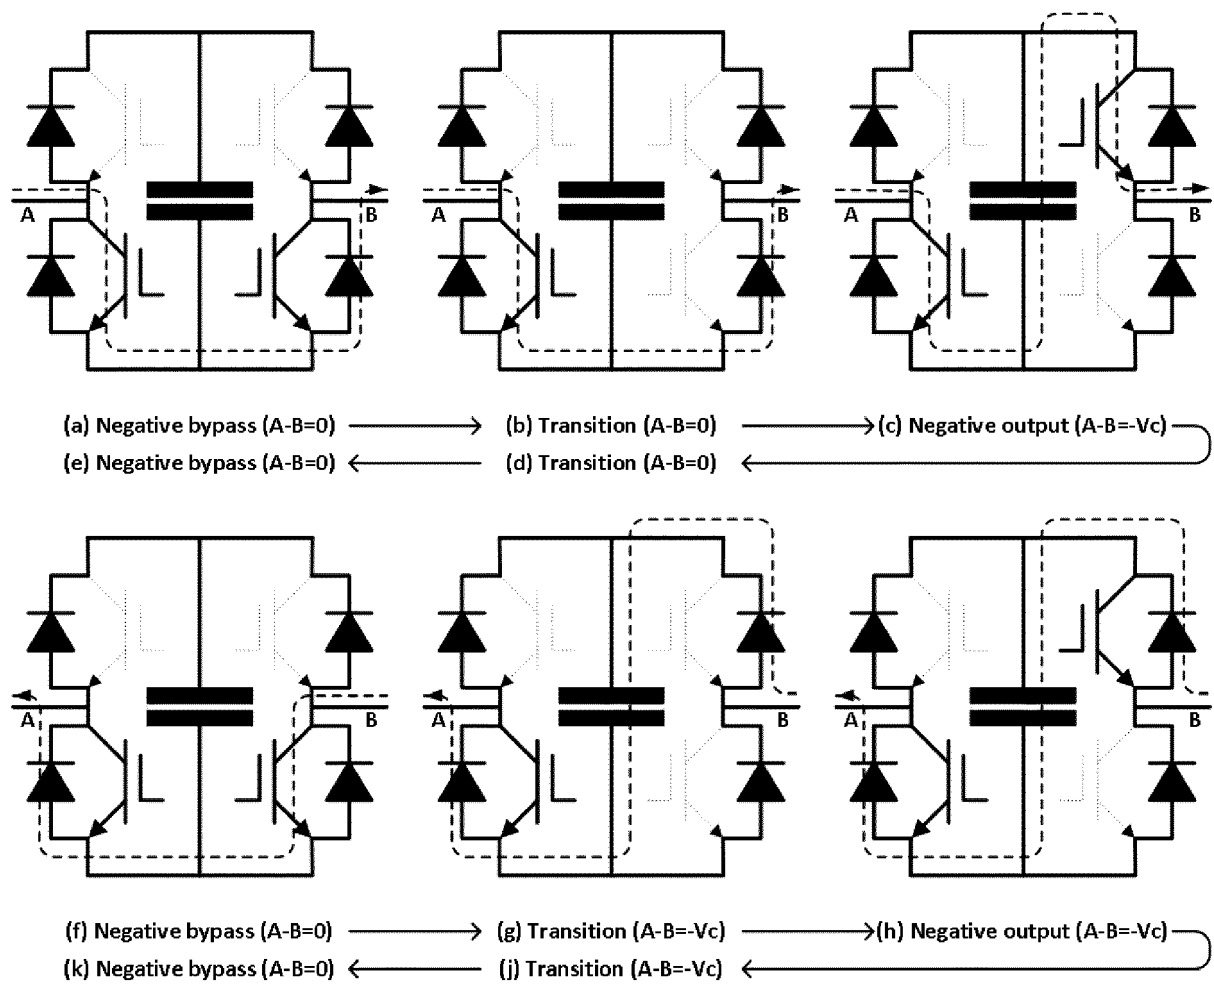 A B A B A B
(a) Negative bypass (A-B=0) (b) Transition (A-B=0) (c) Negative output (A-B=-Vc)
(e) Negative bypass (A-B=0) (d) Transition (A-B=0)
A B A B A B
(f) Negative bypass (A-B=0) (g) Transition (A-B=-Vc) (h) Negative output (A-B=-Vc)
(k) Negative bypass (A-B=0) (j) Transition (A-B=-Vc)